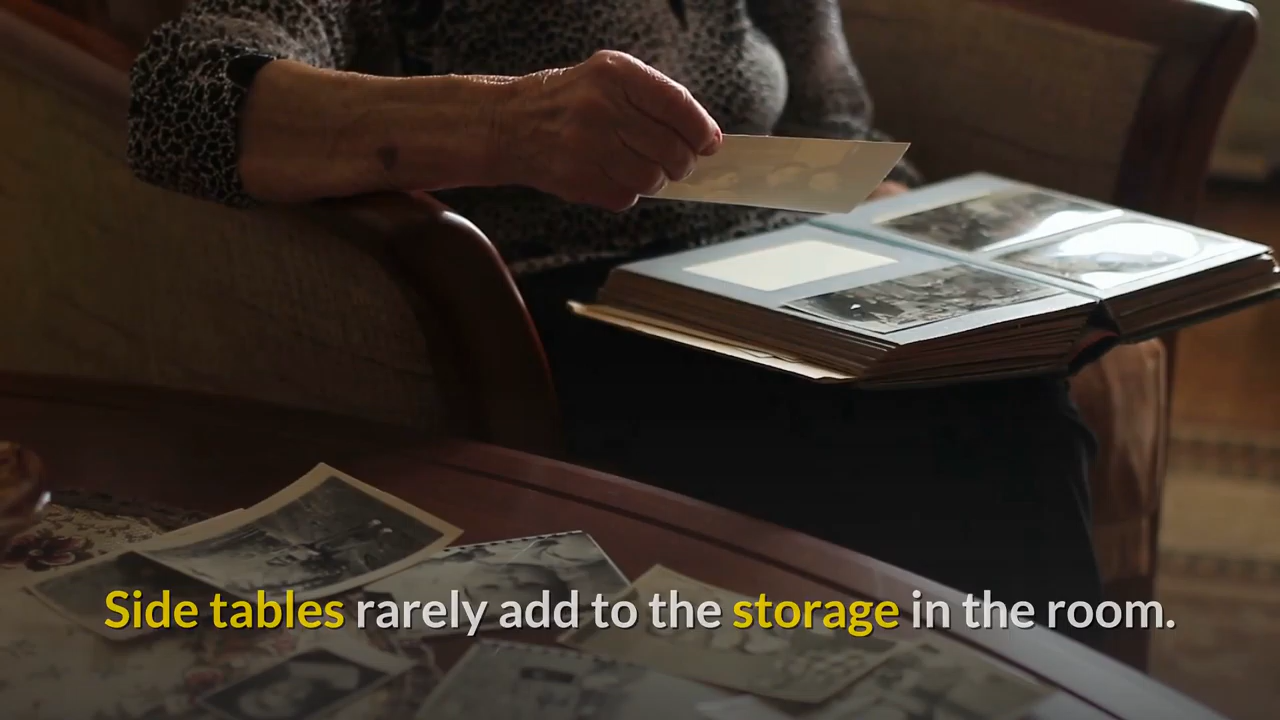 Side tables rarely add to the storage in the room.